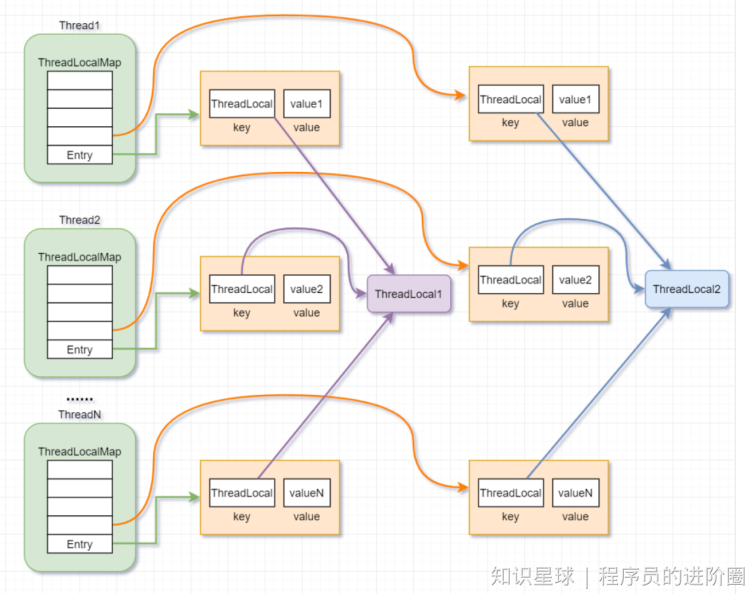 Thread1
ThreadLocalMap
Entry
ThreadLocal value1
key value
ThreadLocal value1
key value
Thread2
ThreadLocalMap
Entry
ThreadLocal value2
key value
ThreadLocal1
ThreadLocal value2
key value
ThreadLocal2
......
ThreadN
ThreadLocalMap
Entry
ThreadLocal valueN
key value
ThreadLocal valueN
key value
知识星球 | 程序员的进阶圈